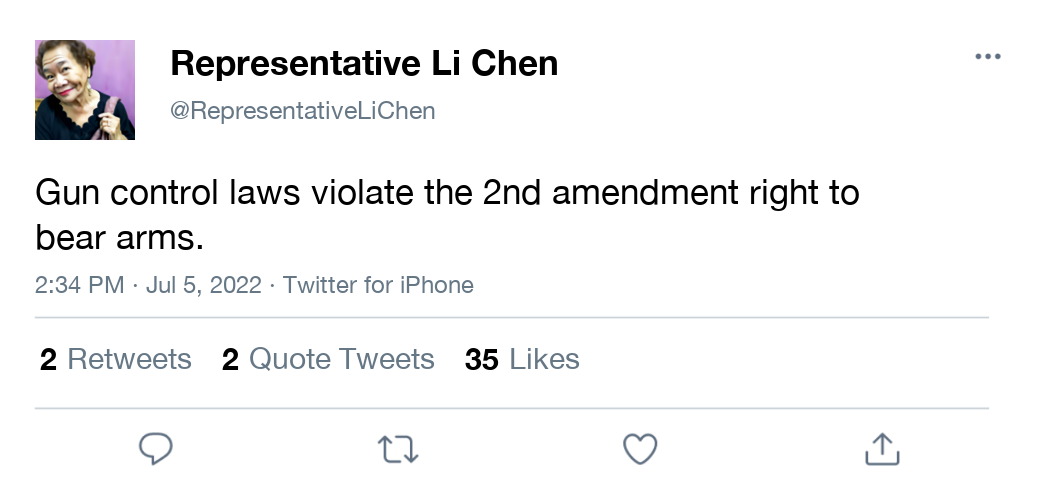 Representative Li Chen
@RepresentativeLiChen
Gun control laws violate the 2nd amendment right to
bear arms.
2:34 PM · Jul 5, 2022 · Twitter for iPhone
2 Retweets 2 Quote Tweets 35 Likes